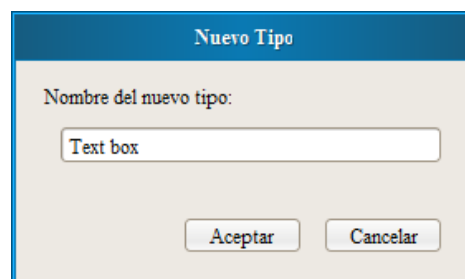 Nuevo Tipo
Nombre del nuevo tipo:
Text box
Aceptar Cancelar